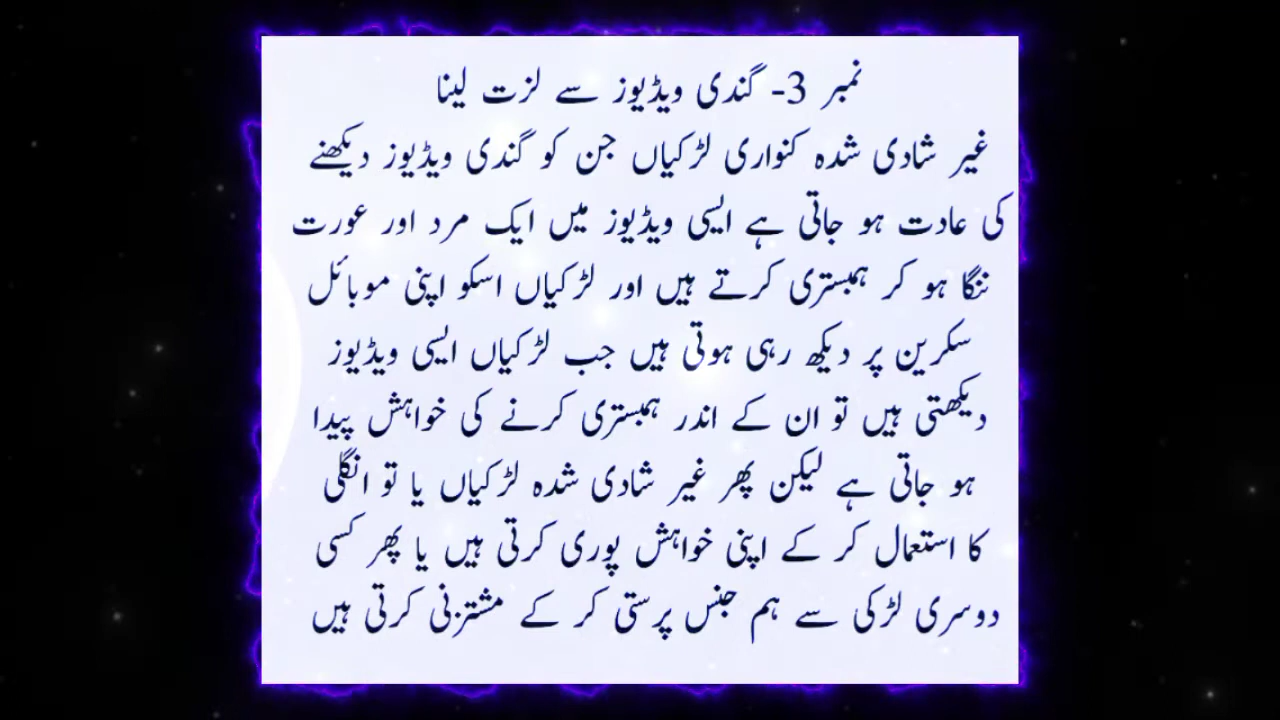 نمبر 3- گندی ویڈیوز سے لزت لینا
غیر شادی شدہ کنواری لڑکیاں جن کو گندی ویڈیوز دیکھنے
کی عادت ہو جاتی ہے ایسی ویڈیوز میں ایک مرد اور عورت
ننگا ہو کر ہمبستری کرتے ہیں اور لڑکیاں اسکو اپنی موبائل
سکرین پر دیکھ رہی ہوتی ہیں جب لڑکیاں ایسی ویڈیوز
دیکھتی ہیں تو ان کے اندر ہمبستری کرنے کی خواہش پیدا
ہو جاتی ہے لیکن پھر غیر شادی شدہ لڑکیاں یا تو انگلی
کا استعمال کر کے اپنی خواہش پوری کرتی ہیں یا پھر کسی
دوسری لڑکی سے ہم جنس پرستی کر کے مشتزنی کرتی ہیں